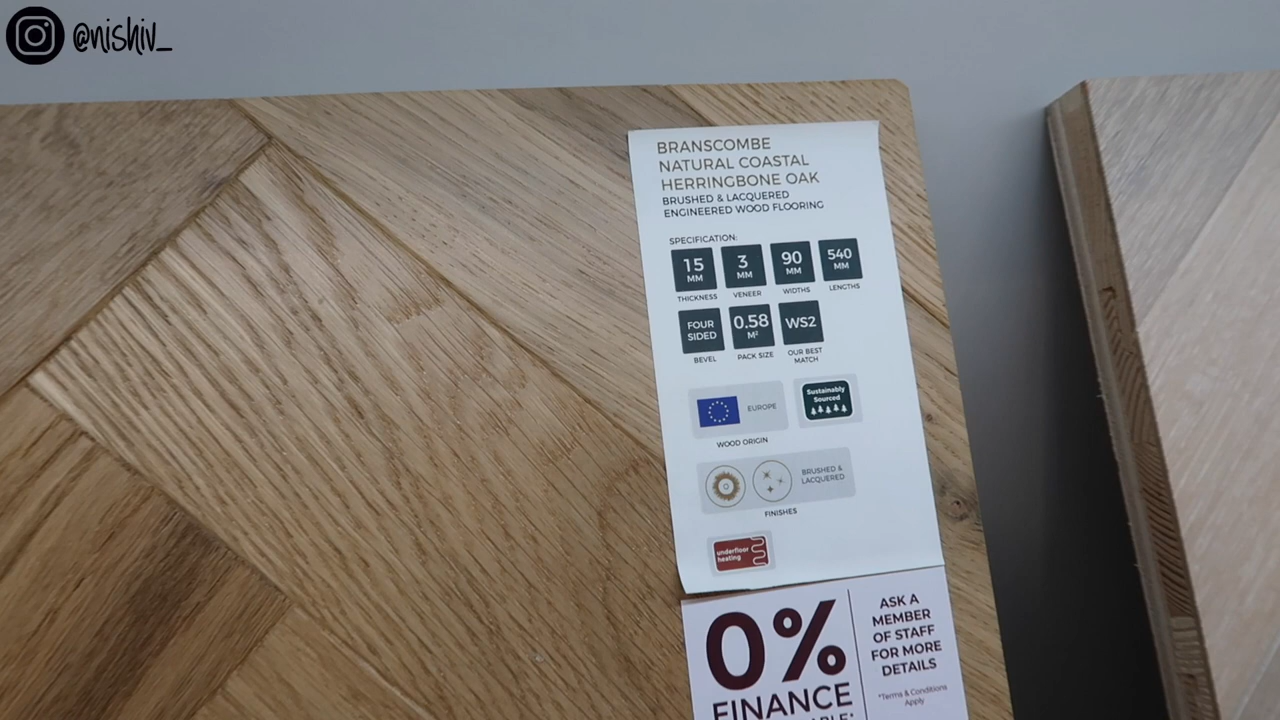 @nishiv_
BRANSCOMBE
NATURAL COASTAL
HERRINGBONE OAK
BRUSHED & LACQUERED
ENGINEERED WOOD FLOORING
SPECIFICATION:
15 MM
THICKNESS
3 MM
VENEER
90 MM
WIDTHS
540 MM
LENGTHS
FOUR SIDED
BEVEL
0.58 M²
PACK SIZE
WS2
OUR BEST MATCH
EUROPE
WOOD ORIGIN
Sustainably
Sourced
BRUSHED &
LACQUERED
FINISHES
underfloor
heating
0%
FINANCE
ASK A
MEMBER
OF STAFF
FOR MORE
DETAILS
*Terms & Conditions
Apply